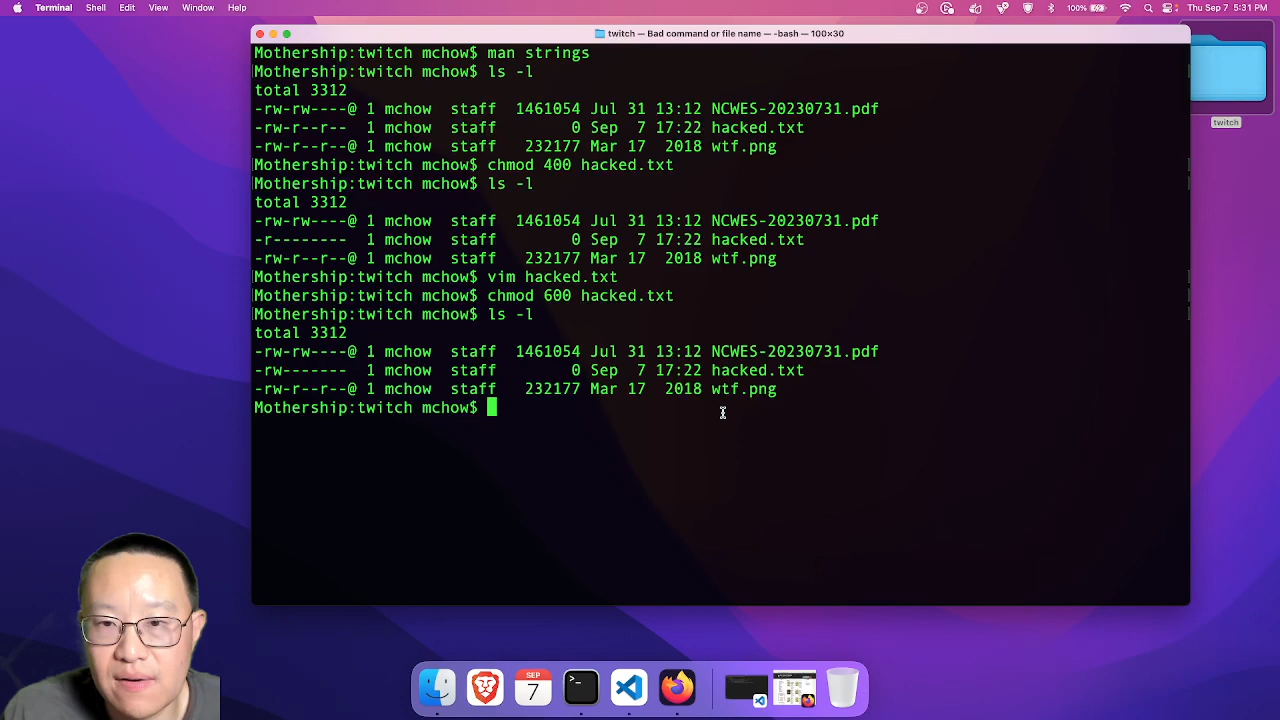 Terminal Shell Edit View Window Help 100% Thu Sep 7 5:31 PM
twitch — Bad command or file name — -bash — 100×30
Mothership:twitch mchow$ man strings
Mothership:twitch mchow$ ls -l
total 3312
-rw-rw----@ 1 mchow  staff  1461054 Jul 31 13:12 NCWES-20230731.pdf
-rw-r--r--  1 mchow  staff        0 Sep  7 17:22 hacked.txt
-rw-r--r--@ 1 mchow  staff   232177 Mar 17  2018 wtf.png
Mothership:twitch mchow$ chmod 400 hacked.txt
Mothership:twitch mchow$ ls -l
total 3312
-rw-rw----@ 1 mchow  staff  1461054 Jul 31 13:12 NCWES-20230731.pdf
-r--------  1 mchow  staff        0 Sep  7 17:22 hacked.txt
-rw-r--r--@ 1 mchow  staff   232177 Mar 17  2018 wtf.png
Mothership:twitch mchow$ vim hacked.txt
Mothership:twitch mchow$ chmod 600 hacked.txt
Mothership:twitch mchow$ ls -l
total 3312
-rw-rw----@ 1 mchow  staff  1461054 Jul 31 13:12 NCWES-20230731.pdf
-rw-------  1 mchow  staff        0 Sep  7 17:22 hacked.txt
-rw-r--r--@ 1 mchow  staff   232177 Mar 17  2018 wtf.png
Mothership:twitch mchow$
twitch
SEP
7